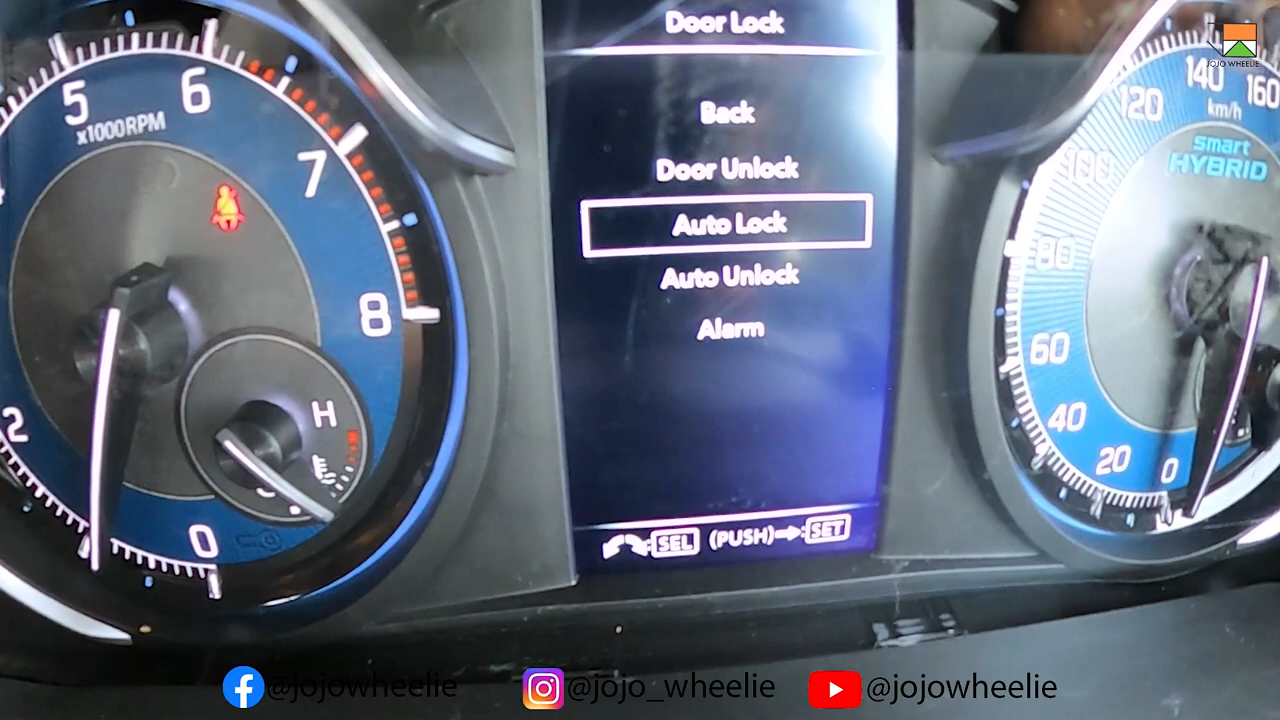 Door Lock
Back
Door Unlock
Auto Lock
Auto Unlock
Alarm
SEL (PUSH) SET
5
6
7
8
x1000RPM
2
0
H
140
160
120
km/h
100
80
60
40
20
0
smart
HYBRID
JOJO WHEELIE
@jojowheelie
@jojo_wheelie
@jojowheelie